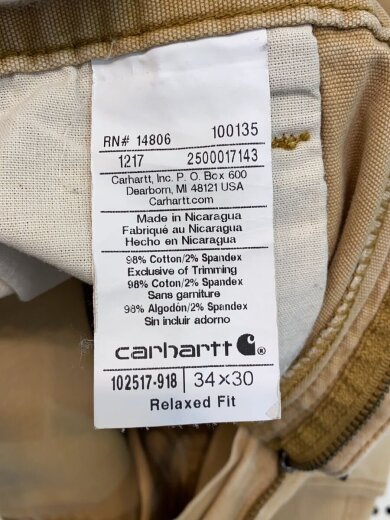 RN# 14806 100135
1217 2500017143
Carhartt, Inc. P. O. Box 600
Dearborn, MI 48121 USA
Carhartt.com
Made in Nicaragua
Fabriqué au Nicaragua
Hecho en Nicaragua
98% Cotton/2% Spandex
Exclusive of Trimming
98% Coton/2% Spandex
Sans garniture
98% Algodón/2% Spandex
Sin incluir adorno
carhartt
102517-918 34×30
Relaxed Fit